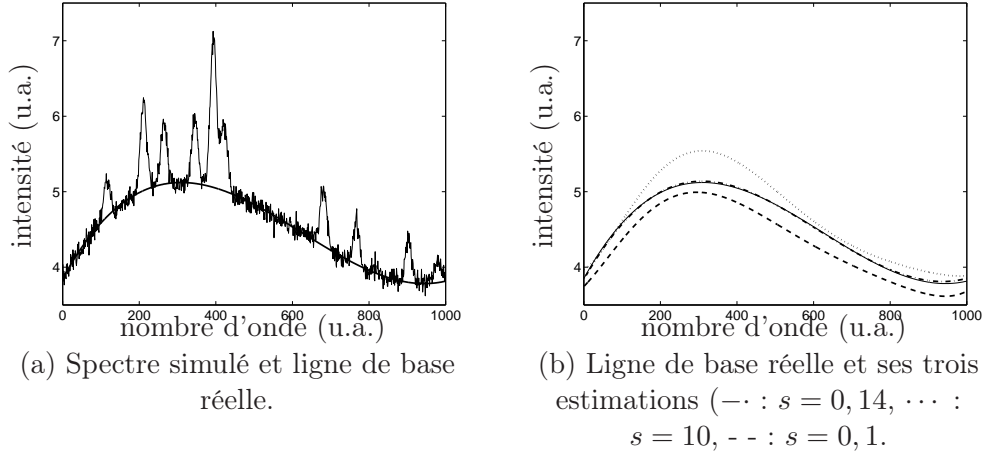 7
6
5
4
0
200
400
600
800
1000
intensité (u.a.)
nombre d'onde (u.a.)
(a) Spectre simulé et ligne de base
réelle.
7
6
5
4
0
200
400
600
800
1000
intensité (u.a.)
nombre d'onde (u.a.)
(b) Ligne de base réelle et ses trois
estimations (−· : s = 0, 14, ··· :
s = 10, - - : s = 0, 1.